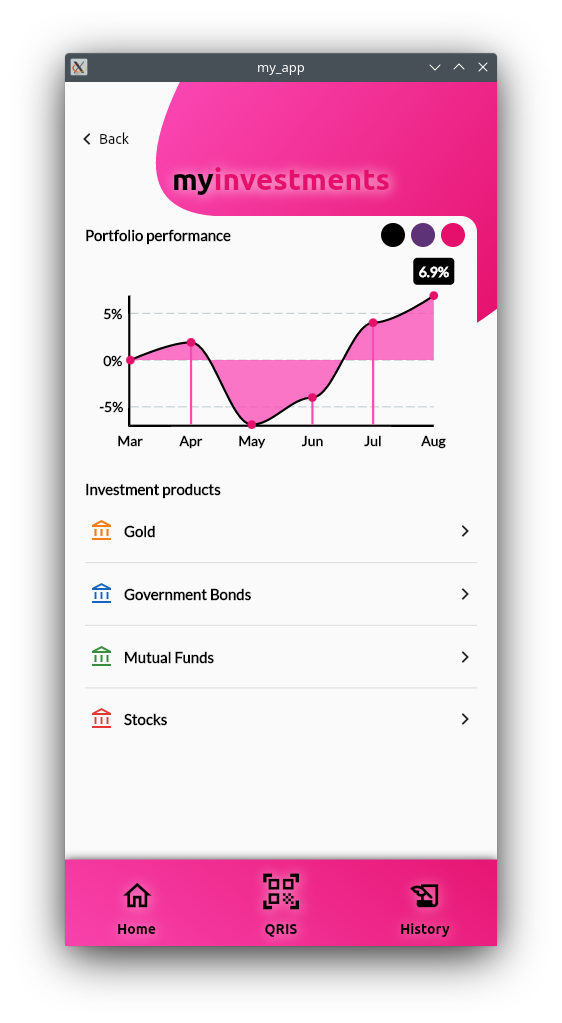 my_app
Back
myinvestments
Portfolio performance
6.9%
5%
0%
-5%
Mar Apr May Jun Jul Aug
Investment products
Gold
Government Bonds
Mutual Funds
Stocks
Home QRIS History